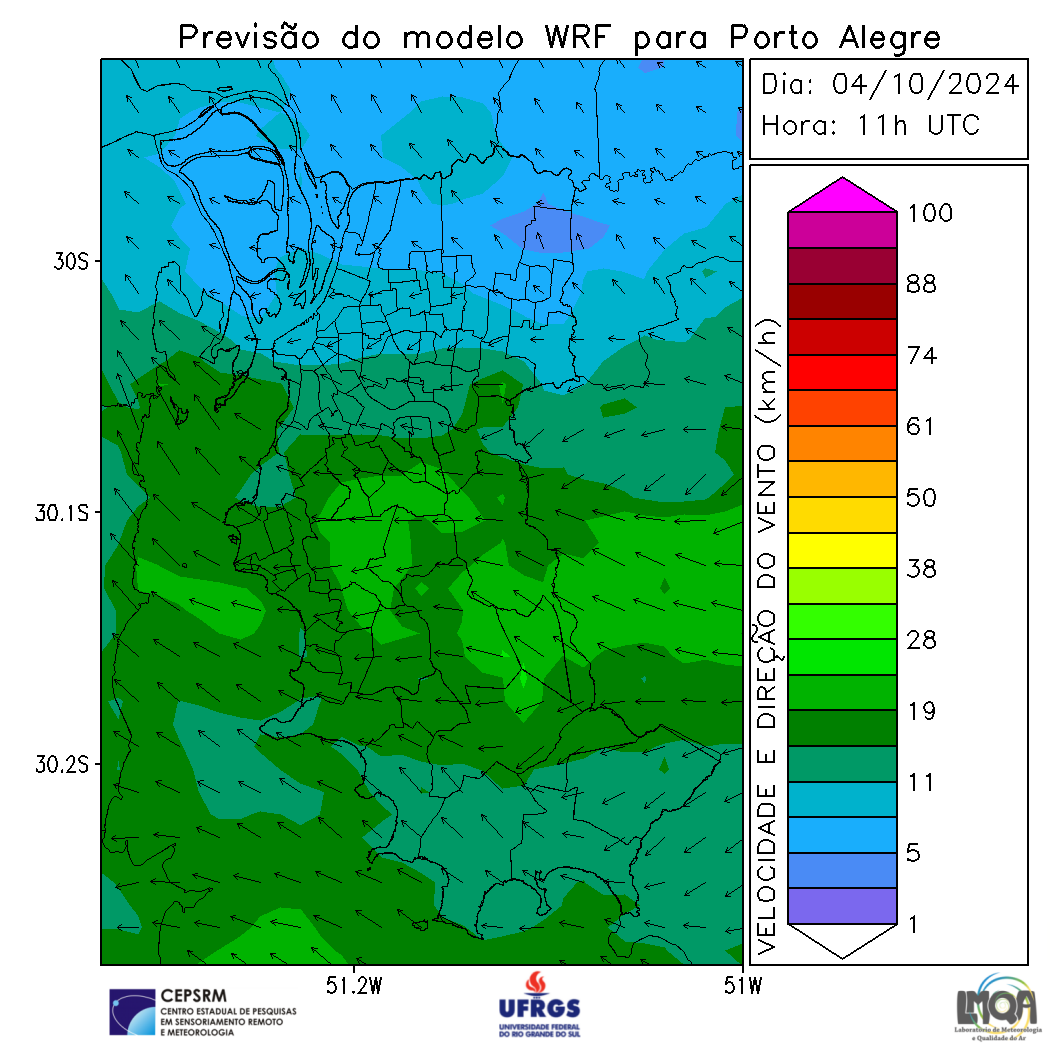 Previsão do modelo WRF para Porto Alegre
Dia: 04/10/2024
Hora: 11h UTC
30S
30.1S
30.2S
51.2W
51W
VELOCIDADE E DIREÇÃO DO VENTO (km/h)
100
88
74
61
50
38
28
19
11
5
1
CEPSRM
CENTRO ESTADUAL DE PESQUISAS
EM SENSORIAMENTO REMOTO
E METEOROLOGIA
UFRGS
UNIVERSIDADE FEDERAL
DO RIO GRANDE DO SUL
LMQA
Laboratório de Meteorologia
e Qualidade do Ar